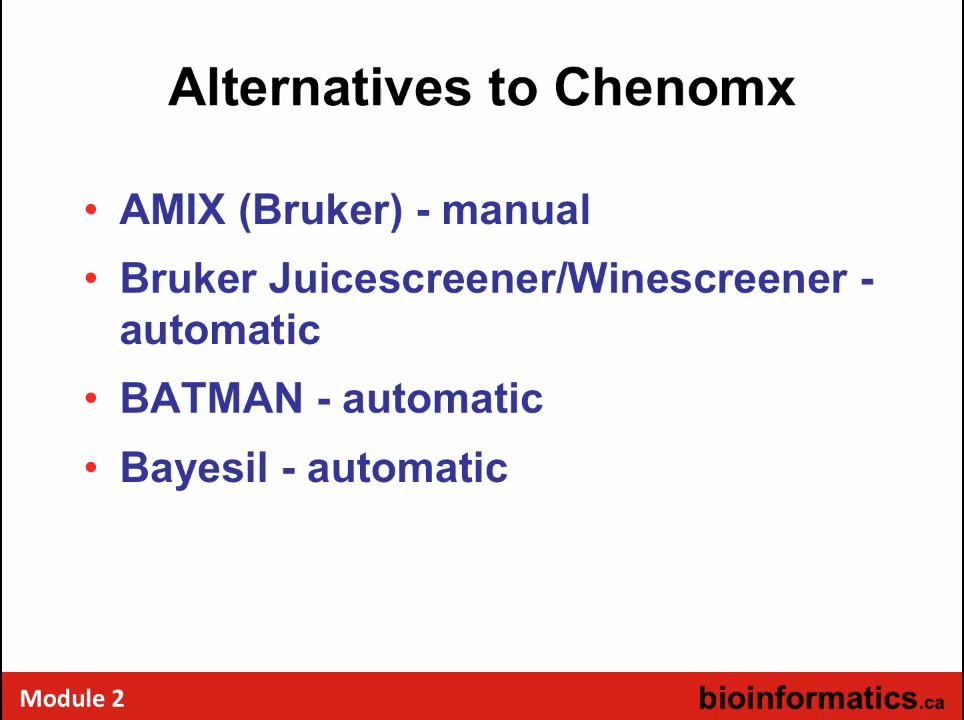 Alternatives to Chenomx
• AMIX (Bruker) - manual
• Bruker Juicescreener/Winescreener -
automatic
• BATMAN - automatic
• Bayesil - automatic
Module 2
bioinformatics.ca